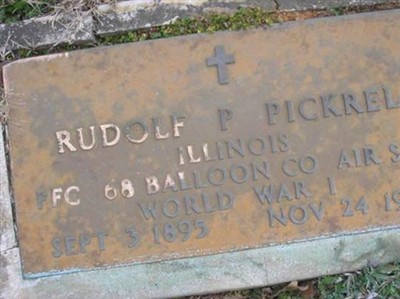 RUDOLF P PICKREL
ILLINOIS
PFC 68 BALLOON CO AIR S
WORLD WAR I
SEPT 3 1895 NOV 24 19